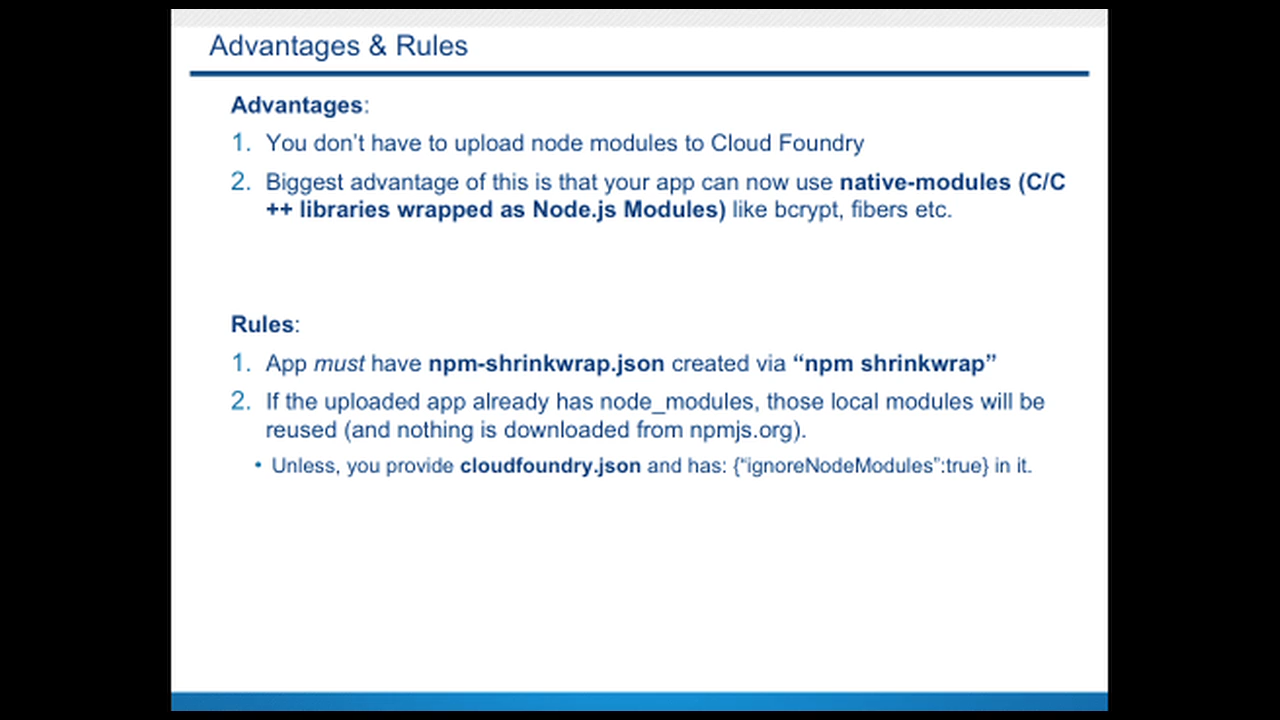 Advantages & Rules
Advantages:
1. You don’t have to upload node modules to Cloud Foundry
2. Biggest advantage of this is that your app can now use native-modules (C/C
++ libraries wrapped as Node.js Modules) like bcrypt, fibers etc.
Rules:
1. App must have npm-shrinkwrap.json created via “npm shrinkwrap”
2. If the uploaded app already has node_modules, those local modules will be
reused (and nothing is downloaded from npmjs.org).
• Unless, you provide cloudfoundry.json and has: {“ignoreNodeModules”:true} in it.